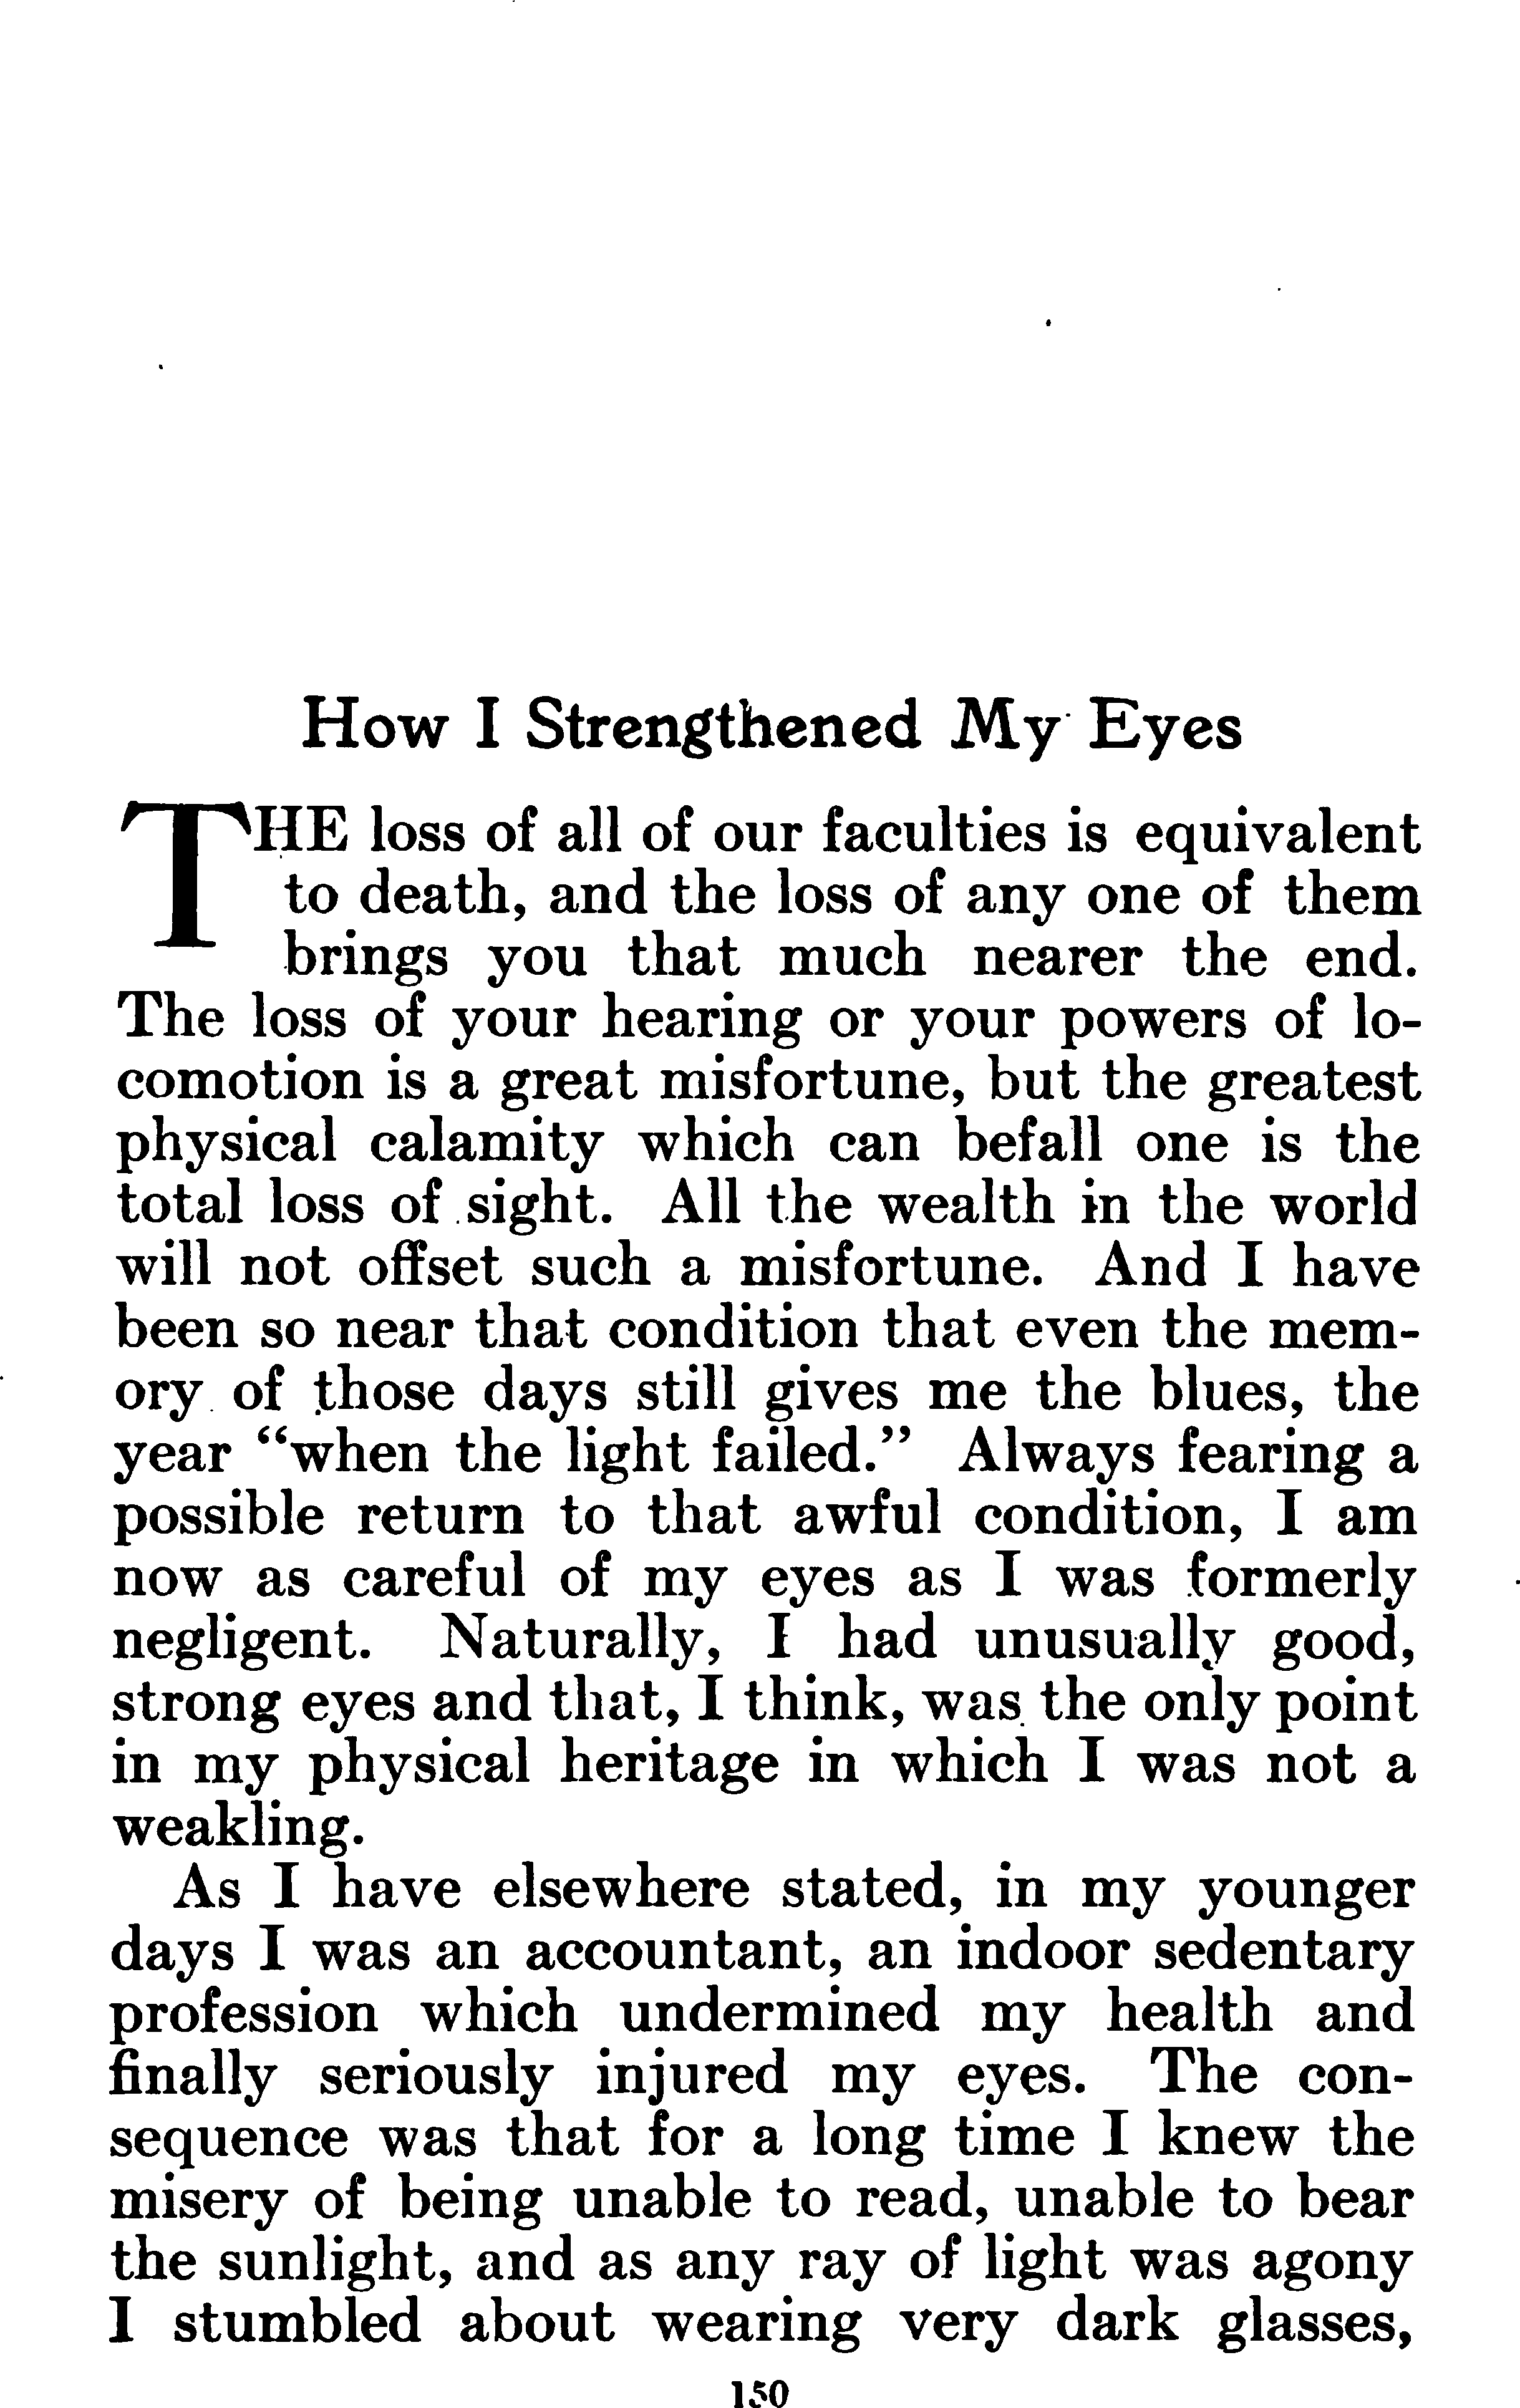 How I Strengthened My Eyes
THE loss of all of our faculties is equivalent
to death, and the loss of any one of them
brings you that much nearer the end.
The loss of your hearing or your powers of lo-
comotion is a great misfortune, but the greatest
physical calamity which can befall one is the
total loss of sight. All the wealth in the world
will not offset such a misfortune. And I have
been so near that condition that even the mem-
ory of those days still gives me the blues, the
year “when the light failed.” Always fearing a
possible return to that awful condition, I am
now as careful of my eyes as I was formerly
negligent. Naturally, I had unusually good,
strong eyes and that, I think, was the only point
in my physical heritage in which I was not a
weakling.
As I have elsewhere stated, in my younger
days I was an accountant, an indoor sedentary
profession which undermined my health and
finally seriously injured my eyes. The con-
sequence was that for a long time I knew the
misery of being unable to read, unable to bear
the sunlight, and as any ray of light was agony
I stumbled about wearing very dark glasses,
150